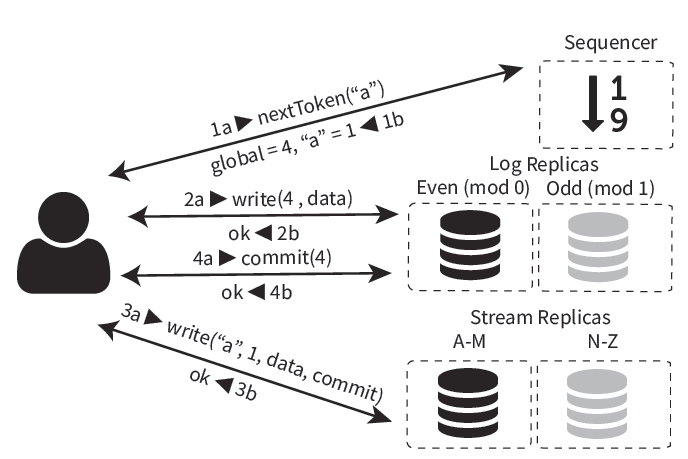 Sequencer
1
9
1a ▶ nextToken(“a”)
global = 4, “a” = 1 ◀ 1b
Log Replicas
Even (mod 0) Odd (mod 1)
2a ▶ write(4 , data)
ok ◀ 2b
4a ▶ commit(4)
ok ◀ 4b
Stream Replicas
A-M N-Z
3a ▶ write(“a”, 1, data, commit)
ok ◀ 3b